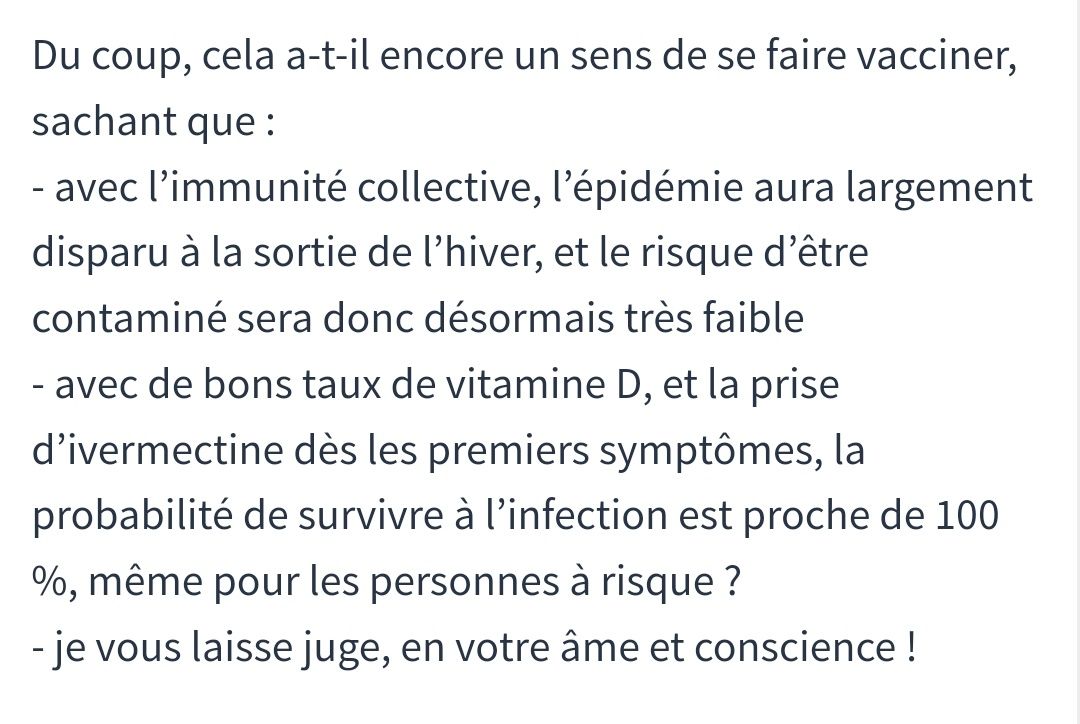 Du coup, cela a-t-il encore un sens de se faire vacciner,
sachant que :
- avec l’immunité collective, l’épidémie aura largement
disparu à la sortie de l’hiver, et le risque d’être
contaminé sera donc désormais très faible
- avec de bons taux de vitamine D, et la prise
d’ivermectine dès les premiers symptômes, la
probabilité de survivre à l’infection est proche de 100
%, même pour les personnes à risque ?
- je vous laisse juge, en votre âme et conscience !